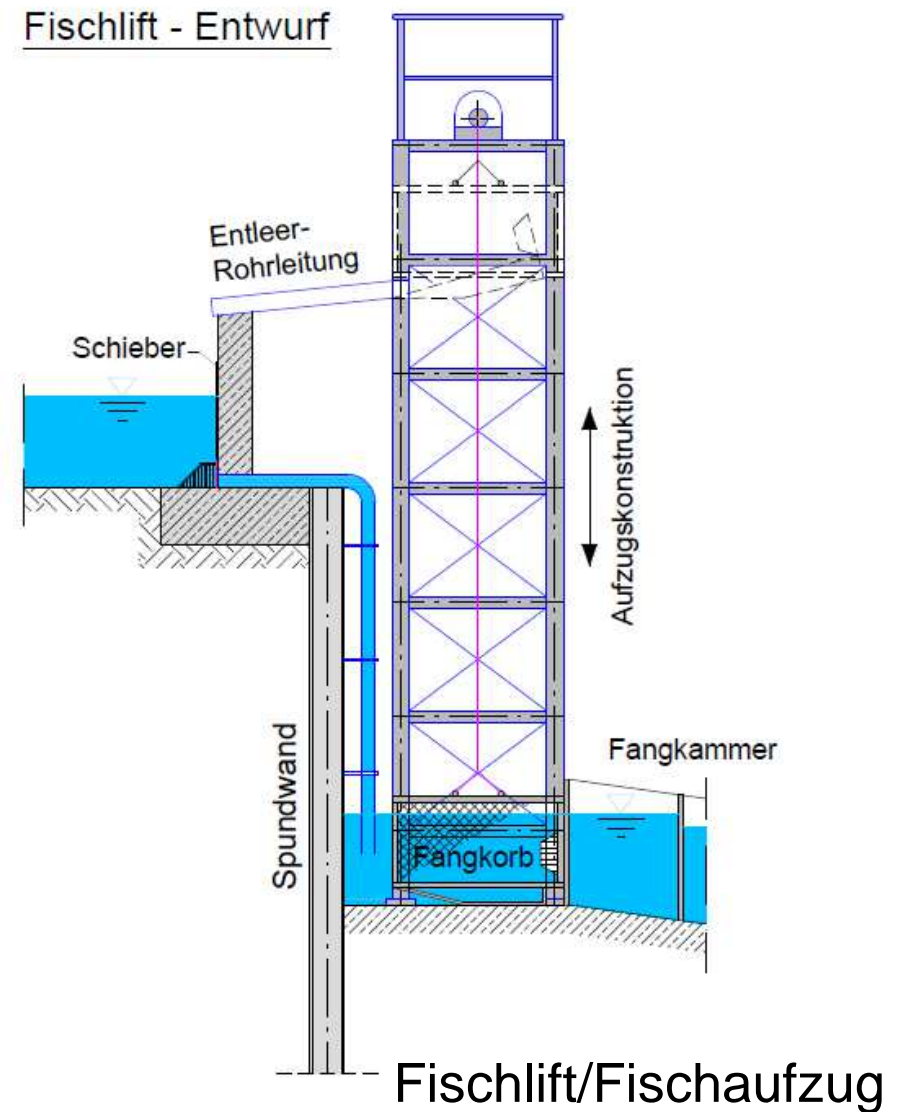 Fischlift - Entwurf
Entleer-
Rohrleitung
Schieber
Aufzugskonstruktion
Fangkammer
Spundwand
Fangkorb
Fischlift/Fischaufzug